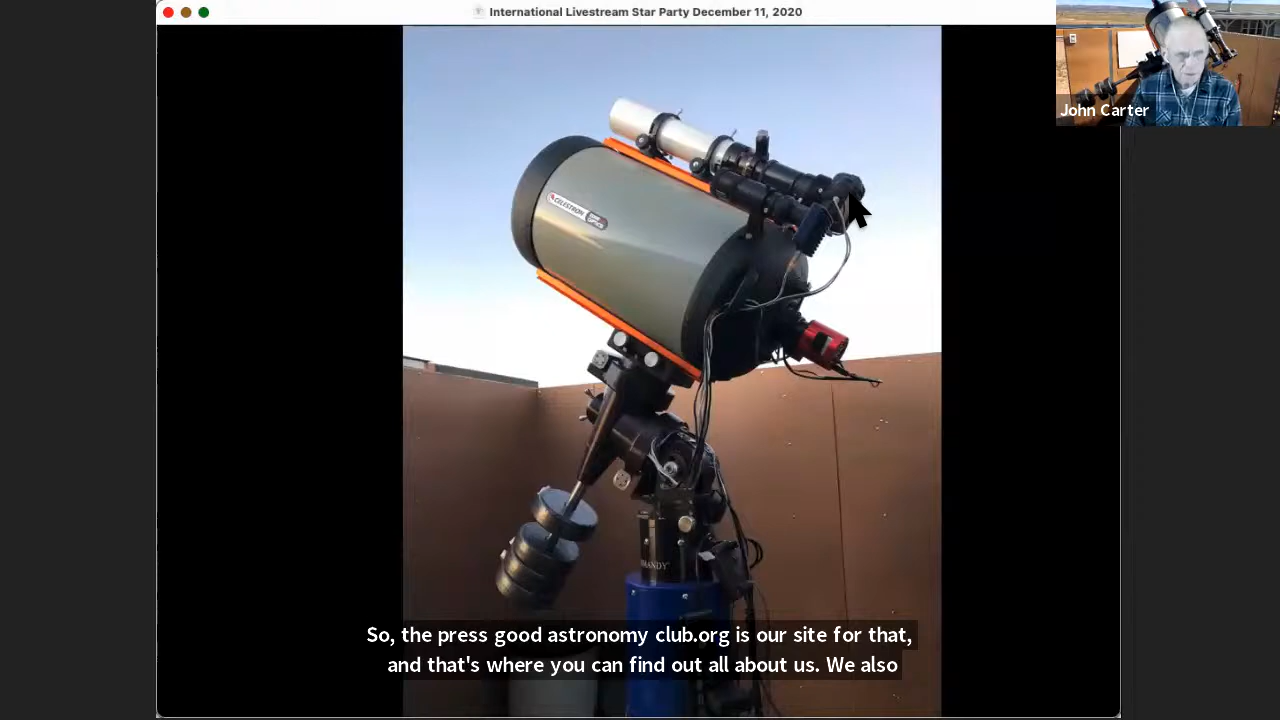 International Livestream Star Party December 11, 2020
John Carter
CELESTRON
So, the press good astronomy club.org is our site for that,
and that's where you can find out all about us. We also